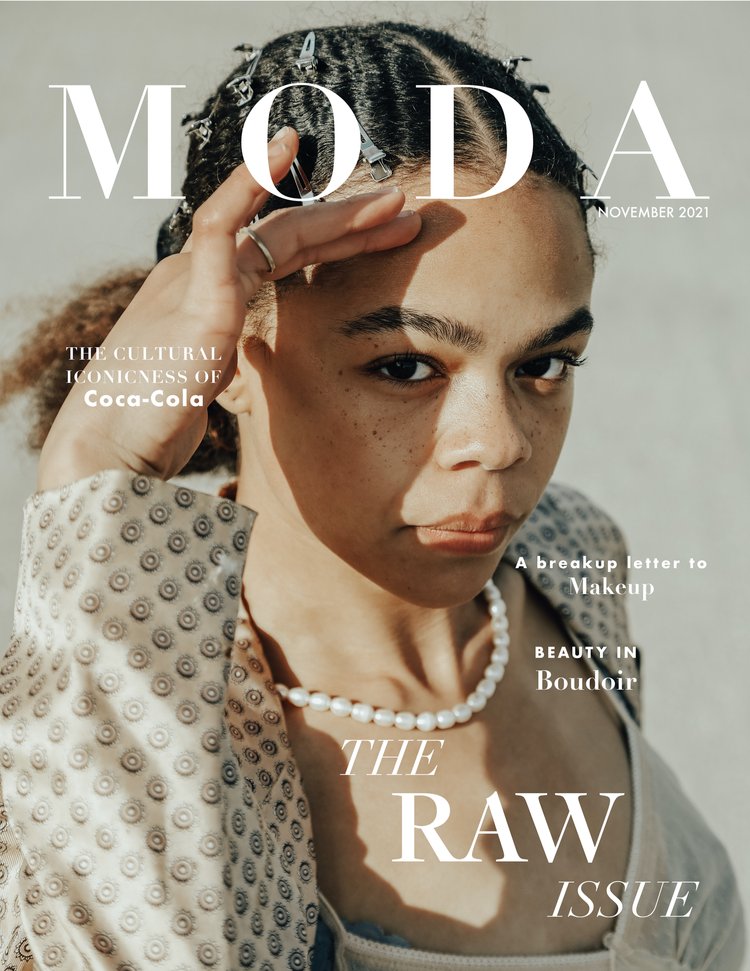 MODA
NOVEMBER 2021
THE CULTURAL
ICONICNESS OF
Coca-Cola
A breakup letter to
Makeup
BEAUTY IN
Boudoir
THE
RAW
ISSUE